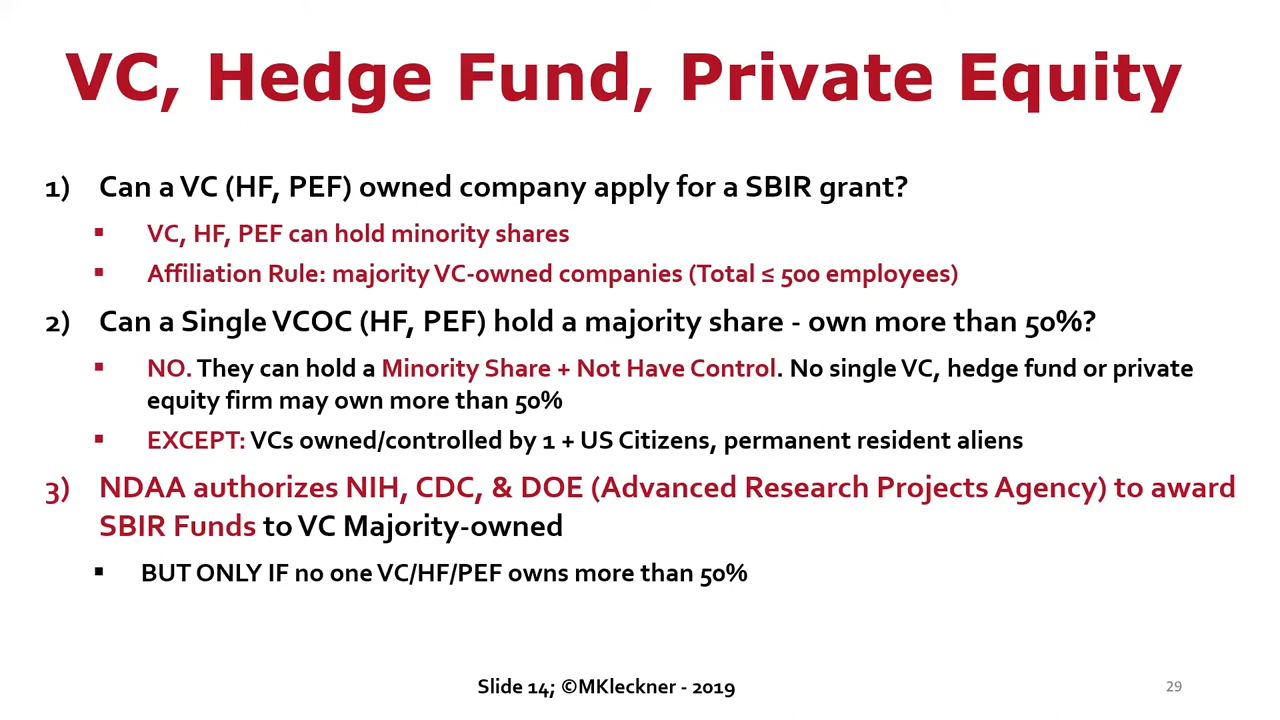 VC, Hedge Fund, Private Equity
1) Can a VC (HF, PEF) owned company apply for a SBIR grant?
▪ VC, HF, PEF can hold minority shares
▪ Affiliation Rule: majority VC-owned companies (Total ≤ 500 employees)
2) Can a Single VCOC (HF, PEF) hold a majority share - own more than 50%?
▪ NO. They can hold a Minority Share + Not Have Control. No single VC, hedge fund or private
equity firm may own more than 50%
▪ EXCEPT: VCs owned/controlled by 1 + US Citizens, permanent resident aliens
3) NDAA authorizes NIH, CDC, & DOE (Advanced Research Projects Agency) to award
SBIR Funds to VC Majority-owned
▪ BUT ONLY IF no one VC/HF/PEF owns more than 50%
Slide 14; ©MKleckner - 2019
29